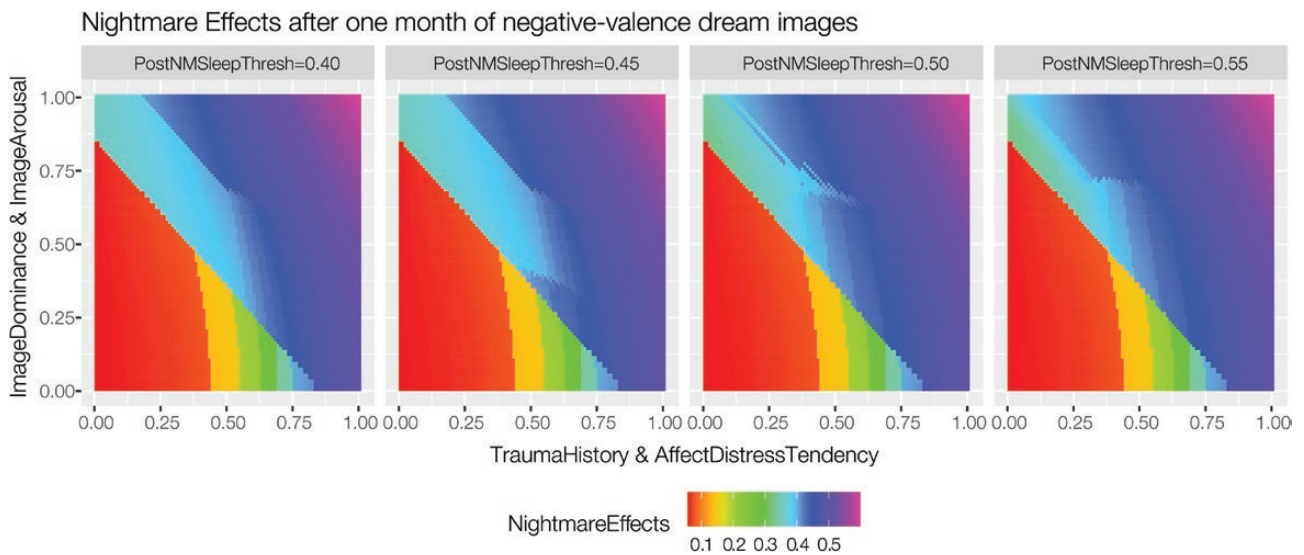 Nightmare Effects after one month of negative-valence dream images
PostNMSleepThresh=0.40 PostNMSleepThresh=0.45 PostNMSleepThresh=0.50 PostNMSleepThresh=0.55
ImageDominance & ImageArousal
1.00
0.75
0.50
0.25
0.00
0.00 0.25 0.50 0.75 1.00 0.00 0.25 0.50 0.75 1.00 0.00 0.25 0.50 0.75 1.00 0.00 0.25 0.50 0.75 1.00
TraumaHistory & AffectDistressTendency
NightmareEffects
0.1 0.2 0.3 0.4 0.5